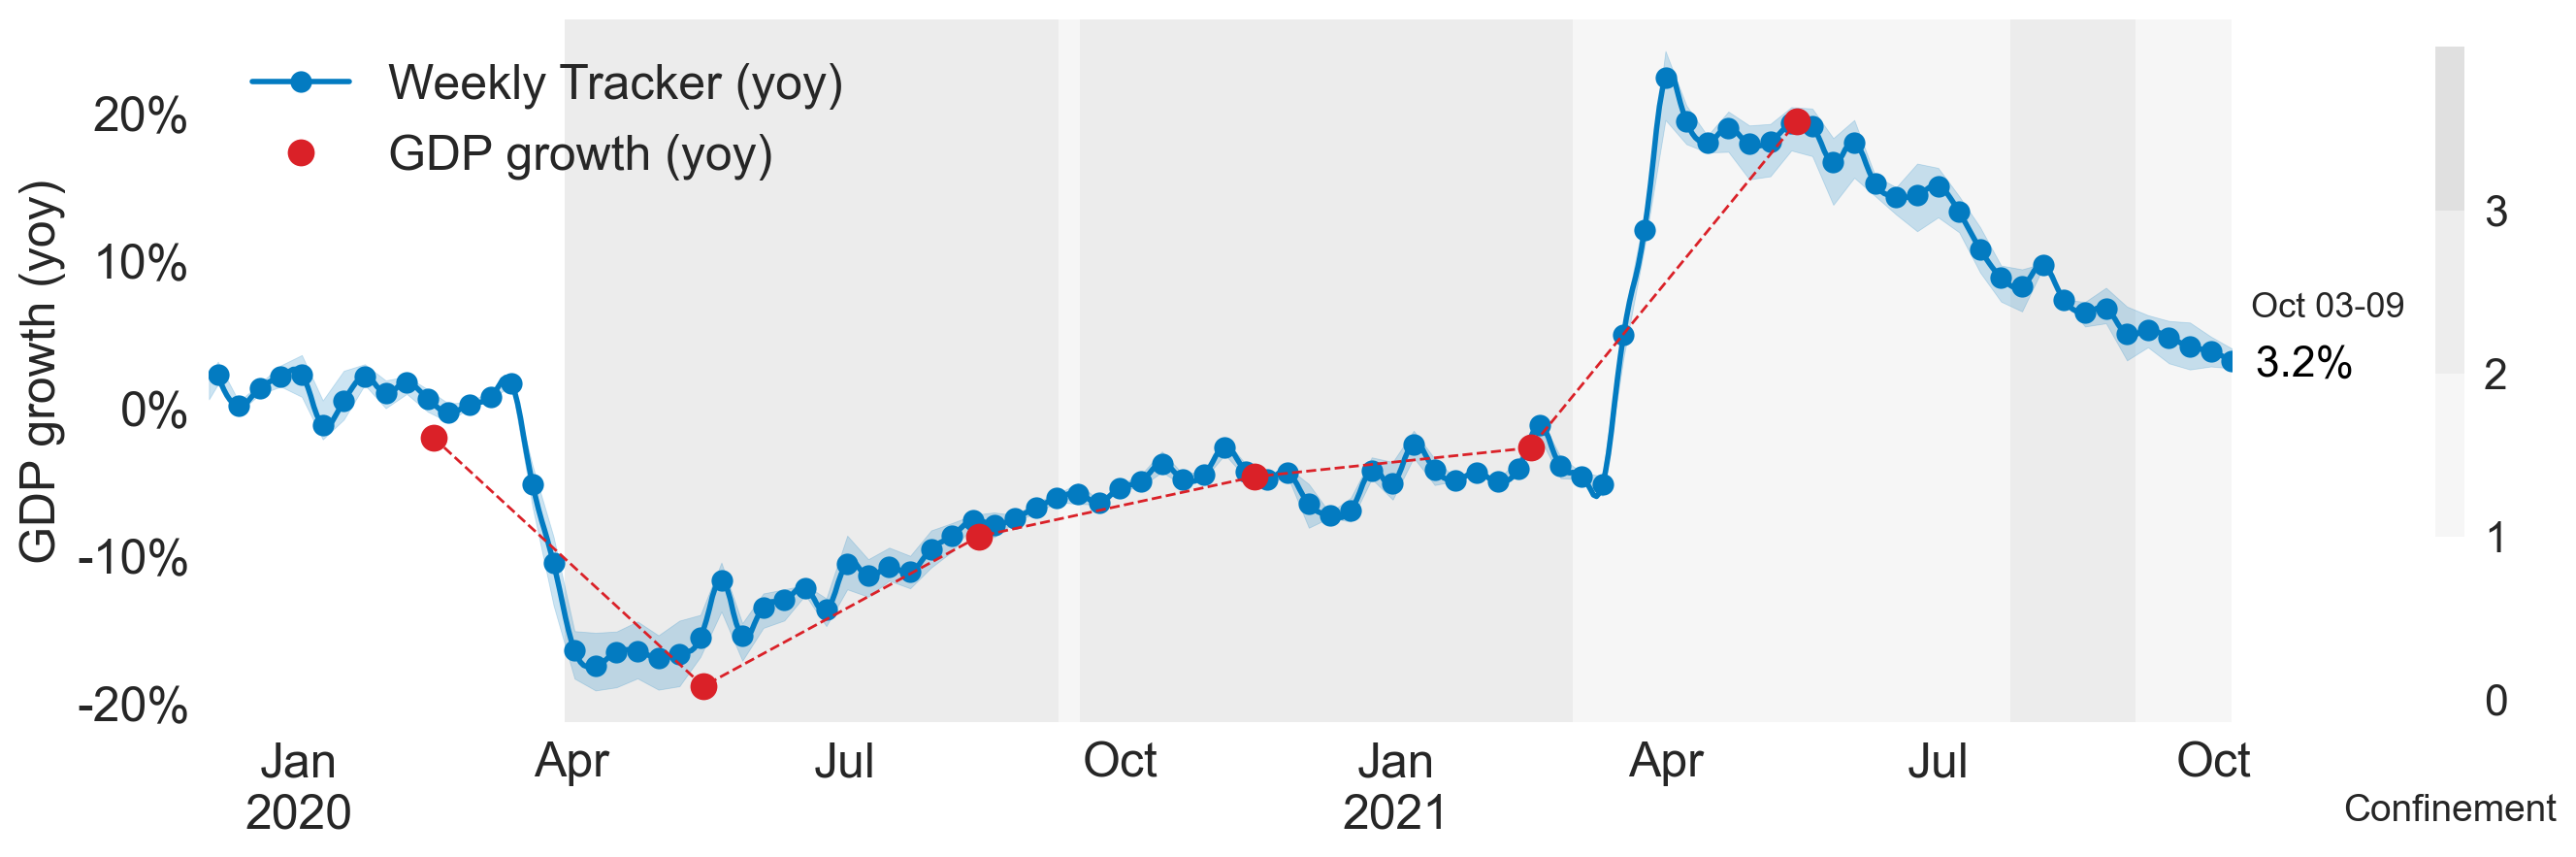 Weekly Tracker (yoy)
GDP growth (yoy)
GDP growth (yoy)
20%
10%
0%
-10%
-20%
Jan
2020
Apr
Jul
Oct
Jan
2021
Apr
Jul
Oct
Oct 03-09
3.2%
3
2
1
0
Confinement